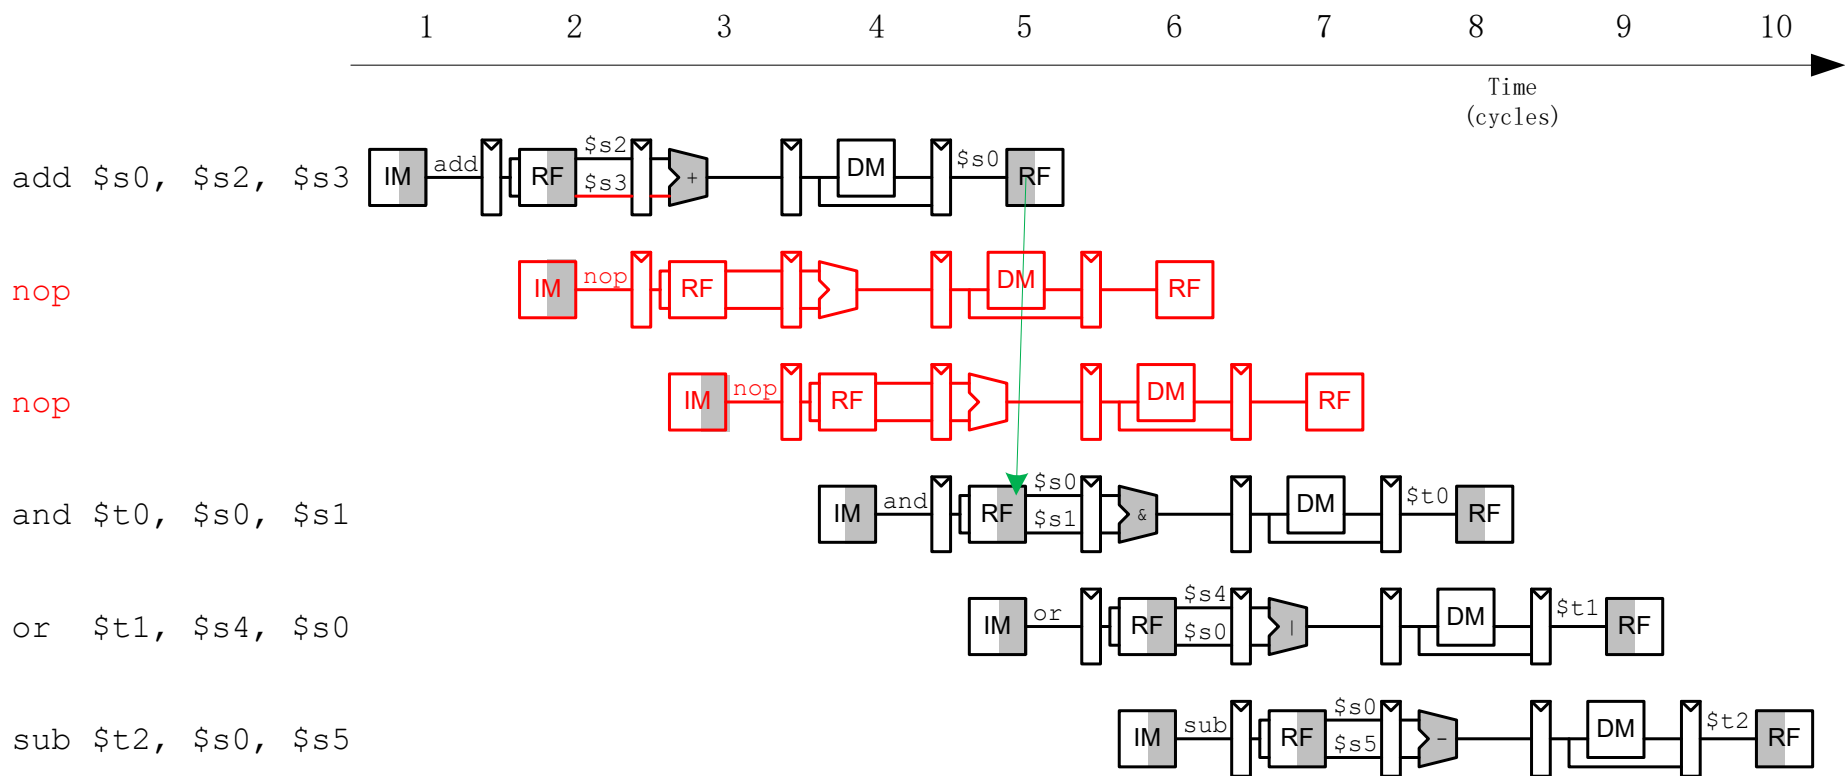 1 2 3 4 5 6 7 8 9 10
Time
(cycles)
add $s0, $s2, $s3 IM add RF $s2 $s3 + DM $s0 RF
nop IM nop RF DM RF
nop IM nop RF DM RF
and $t0, $s0, $s1 IM and RF $s0 $s1 & DM $t0 RF
or $t1, $s4, $s0 IM or RF $s4 $s0 | DM $t1 RF
sub $t2, $s0, $s5 IM sub RF $s0 $s5 - DM $t2 RF